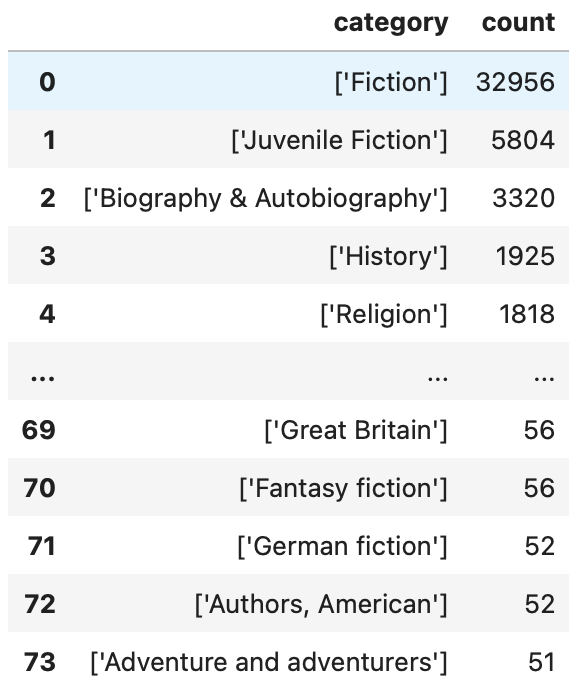 category count
0 ['Fiction'] 32956
1 ['Juvenile Fiction'] 5804
2 ['Biography & Autobiography'] 3320
3 ['History'] 1925
4 ['Religion'] 1818
... ... ...
69 ['Great Britain'] 56
70 ['Fantasy fiction'] 56
71 ['German fiction'] 52
72 ['Authors, American'] 52
73 ['Adventure and adventurers'] 51